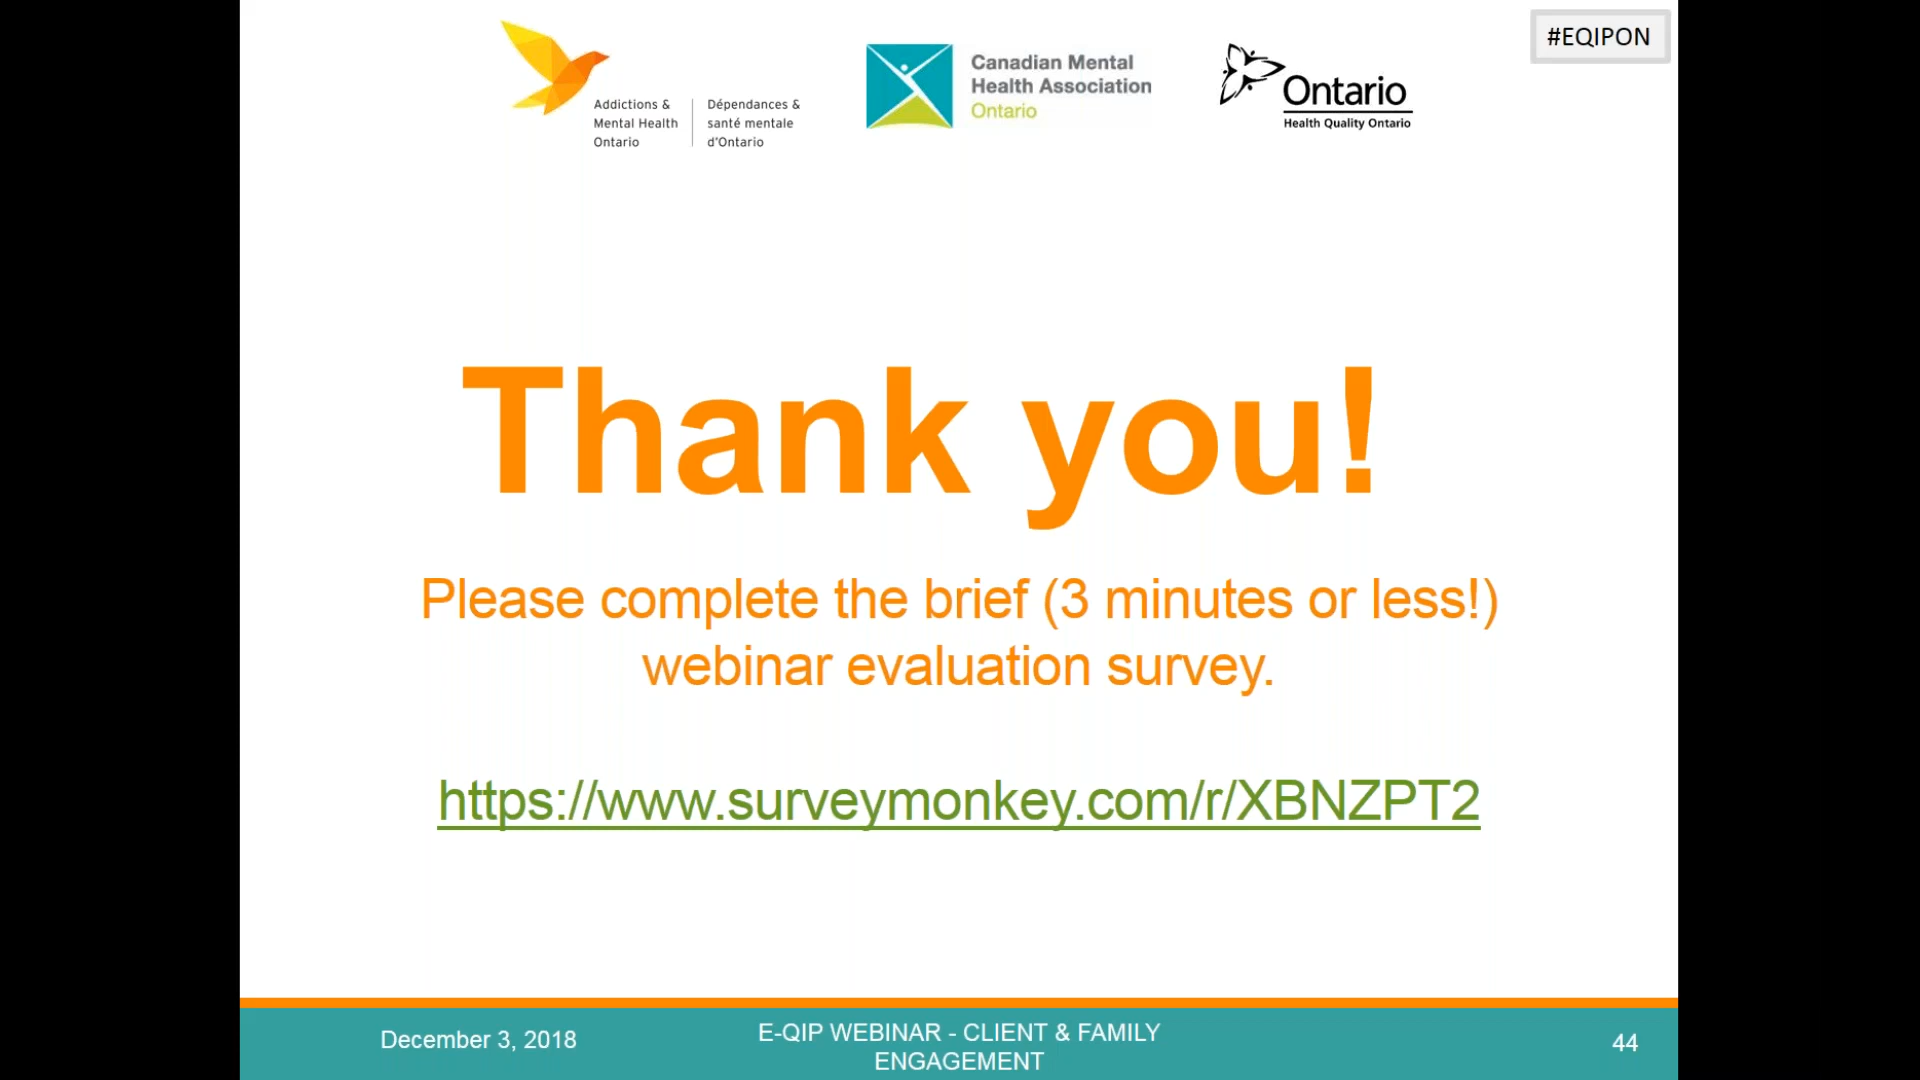 #EQIPON
Addictions &
Mental Health
Ontario
Dépendances &
santé mentale
d'Ontario
Canadian Mental
Health Association
Ontario
Ontario
Health Quality Ontario
Thank you!
Please complete the brief (3 minutes or less!)
webinar evaluation survey.
https://www.surveymonkey.com/r/XBNZPT2
December 3, 2018
E-QIP WEBINAR - CLIENT & FAMILY
ENGAGEMENT
44